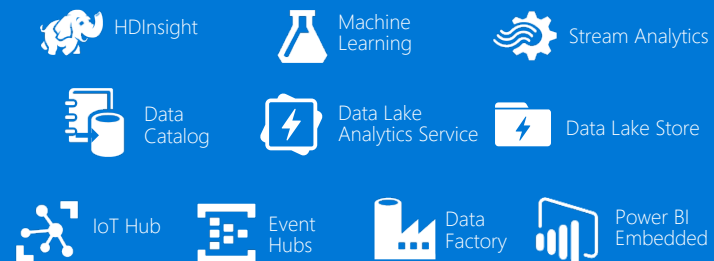 HDInsight
Machine
Learning
Stream Analytics
Data
Catalog
Data Lake
Analytics Service
Data Lake Store
IoT Hub
Event
Hubs
Data
Factory
Power BI
Embedded